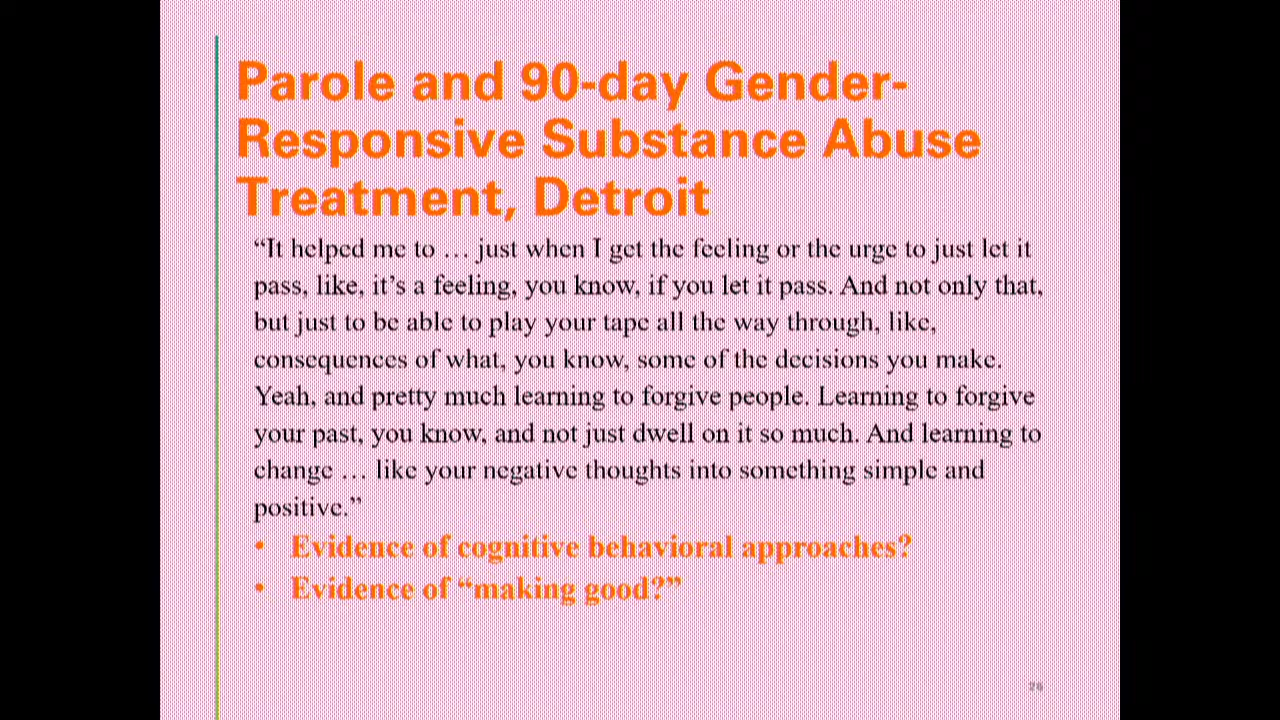 Parole and 90-day Gender-
Responsive Substance Abuse
Treatment, Detroit
“It helped me to … just when I get the feeling or the urge to just let it
pass, like, it’s a feeling, you know, if you let it pass. And not only that,
but just to be able to play your tape all the way through, like,
consequences of what, you know, some of the decisions you make.
Yeah, and pretty much learning to forgive people. Learning to forgive
your past, you know, and not just dwell on it so much. And learning to
change … like your negative thoughts into something simple and
positive.”
• Evidence of cognitive behavioral approaches?
• Evidence of “making good?”